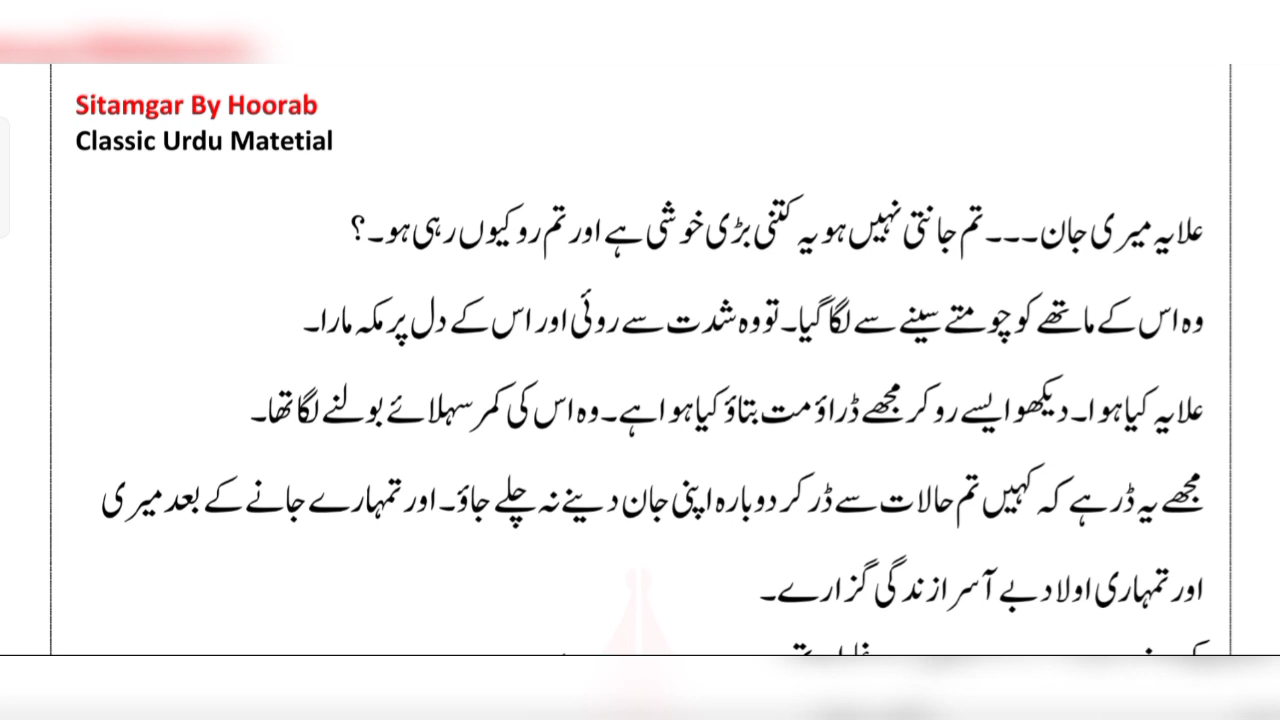 Sitamgar By Hoorab
Classic Urdu Matetial
علایہ میری جان۔۔۔ تم جانتی نہیں ہو یہ کتنی بڑی خوشی ہے اور تم رو کیوں رہی ہو۔؟
وہ اس کے ماتھے کو چومتے سینے سے لگا گیا۔ تو وہ شدت سے روئی اور اس کے دل پر مکہ مارا۔
علایہ کیا ہوا۔ دیکھو ایسے رو کر مجھے ڈراؤ مت بتاؤ کیا ہوا ہے۔ وہ اس کی کمر سہلائے بولنے لگا تھا۔
مجھے یہ ڈر ہے کہ کہیں تم حالات سے ڈر کر دوبارہ اپنی جان دینے نہ چلے جاؤ۔ اور تمہارے جانے کے بعد میری
اور تمہاری اولاد بے آسرا زندگی گزارے۔